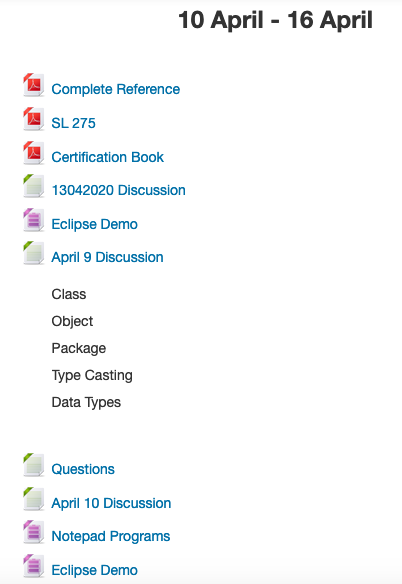 10 April - 16 April
Complete Reference
SL 275
Certification Book
13042020 Discussion
Eclipse Demo
April 9 Discussion
Class
Object
Package
Type Casting
Data Types
Questions
April 10 Discussion
Notepad Programs
Eclipse Demo